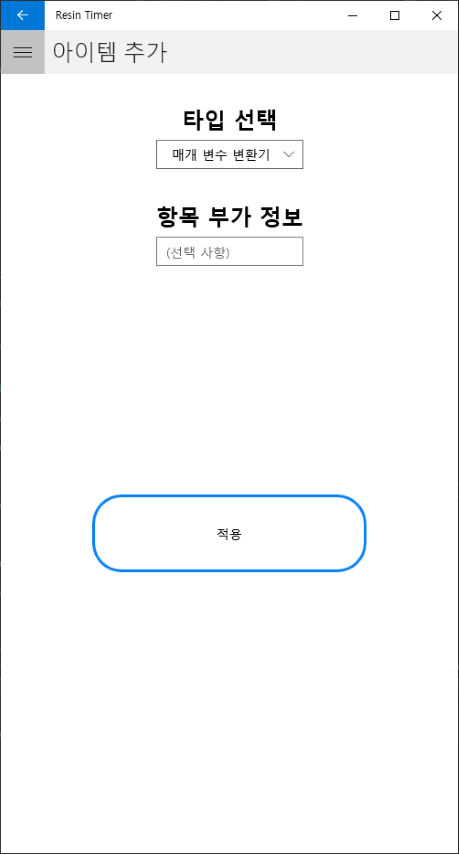 Resin Timer
아이템 추가
타입 선택
매개 변수 변환기
항목 부가 정보
(선택 사항)
적용